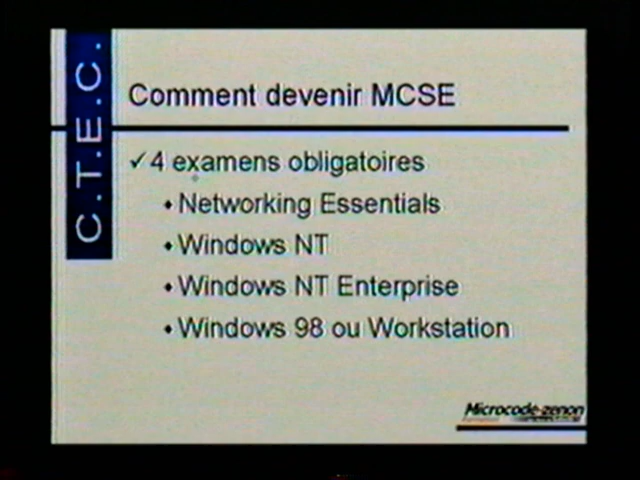 C.T.E.C.
Comment devenir MCSE
✓4 examens obligatoires
• Networking Essentials
• Windows NT
• Windows NT Enterprise
• Windows 98 ou Workstation
Microcode-zenon